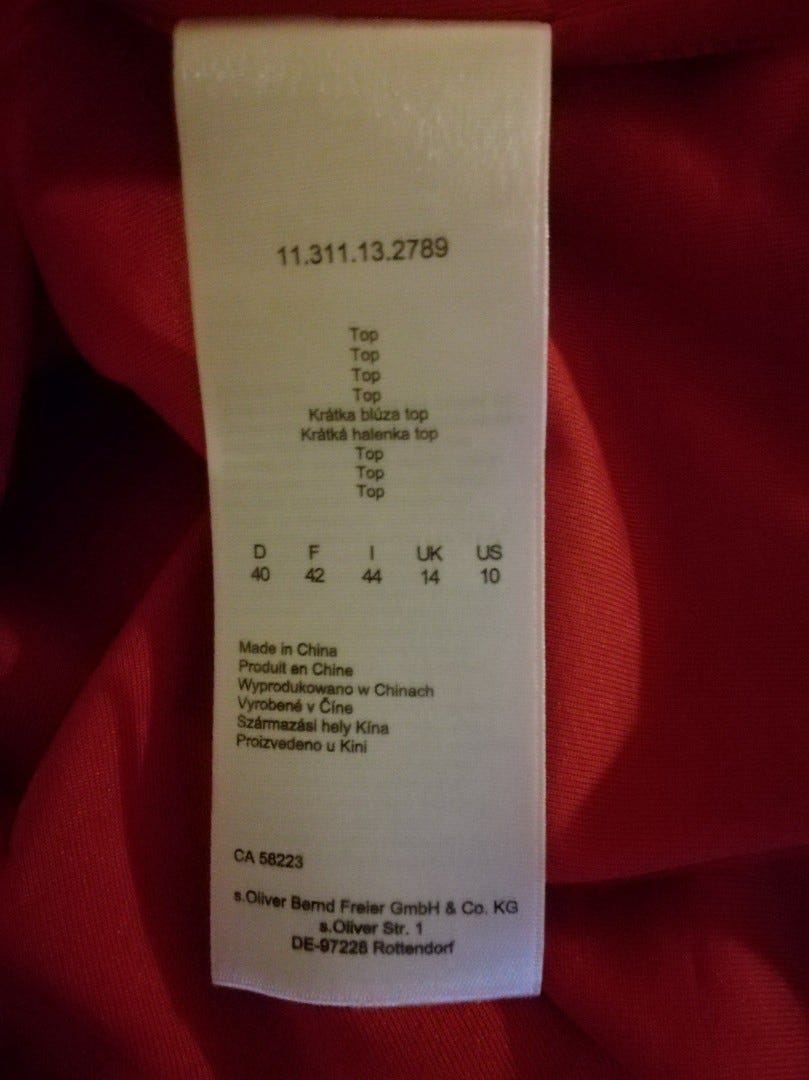 11.311.13.2789
Top
Top
Top
Top
Krátka blúza top
Krátká halenka top
Top
Top
Top
D F I UK US
40 42 44 14 10
Made in China
Produit en Chine
Wyprodukowano w Chinach
Vyrobené v Číne
Származási hely Kína
Proizvedeno u Kini
CA 58223
s.Oliver Bernd Freier GmbH & Co. KG
s.Oliver Str. 1
DE-97228 Rottendorf